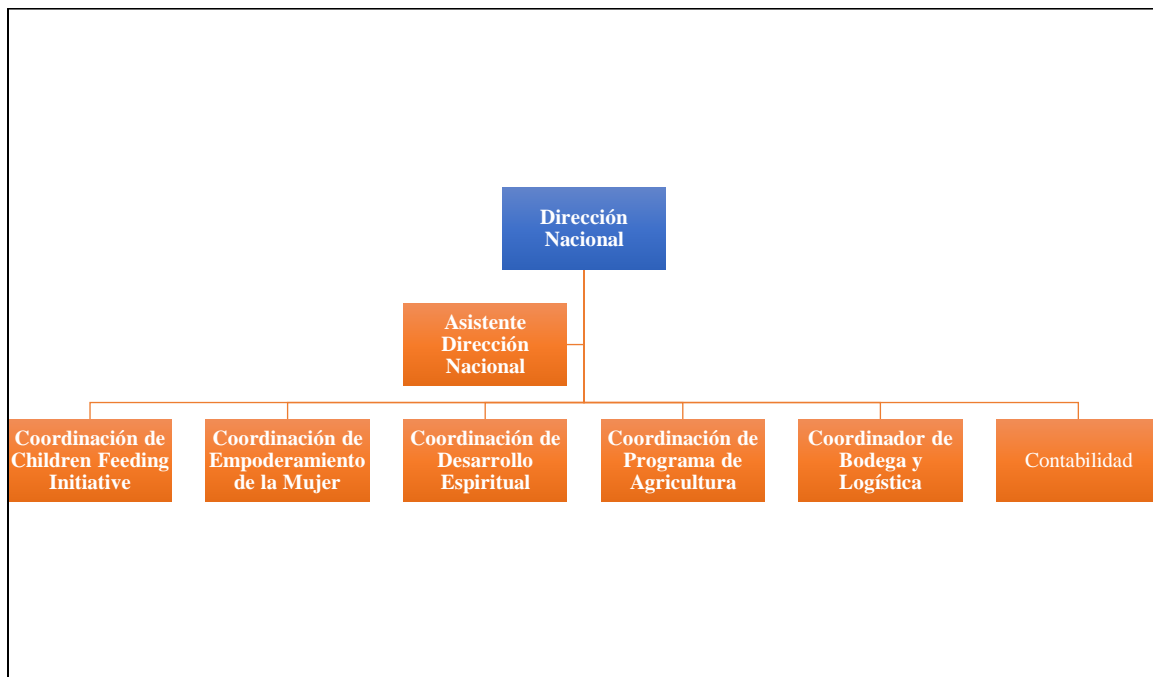 Dirección
Nacional
Asistente
Dirección
Nacional
Coordinación de
Children Feeding
Initiative
Coordinación de
Empoderamiento
de la Mujer
Coordinación de
Desarrollo
Espiritual
Coordinación de
Programa de
Agricultura
Coordinador de
Bodega y
Logística
Contabilidad